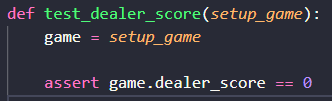 def test_dealer_score(setup_game):
    game = setup_game
    assert game.dealer_score == 0